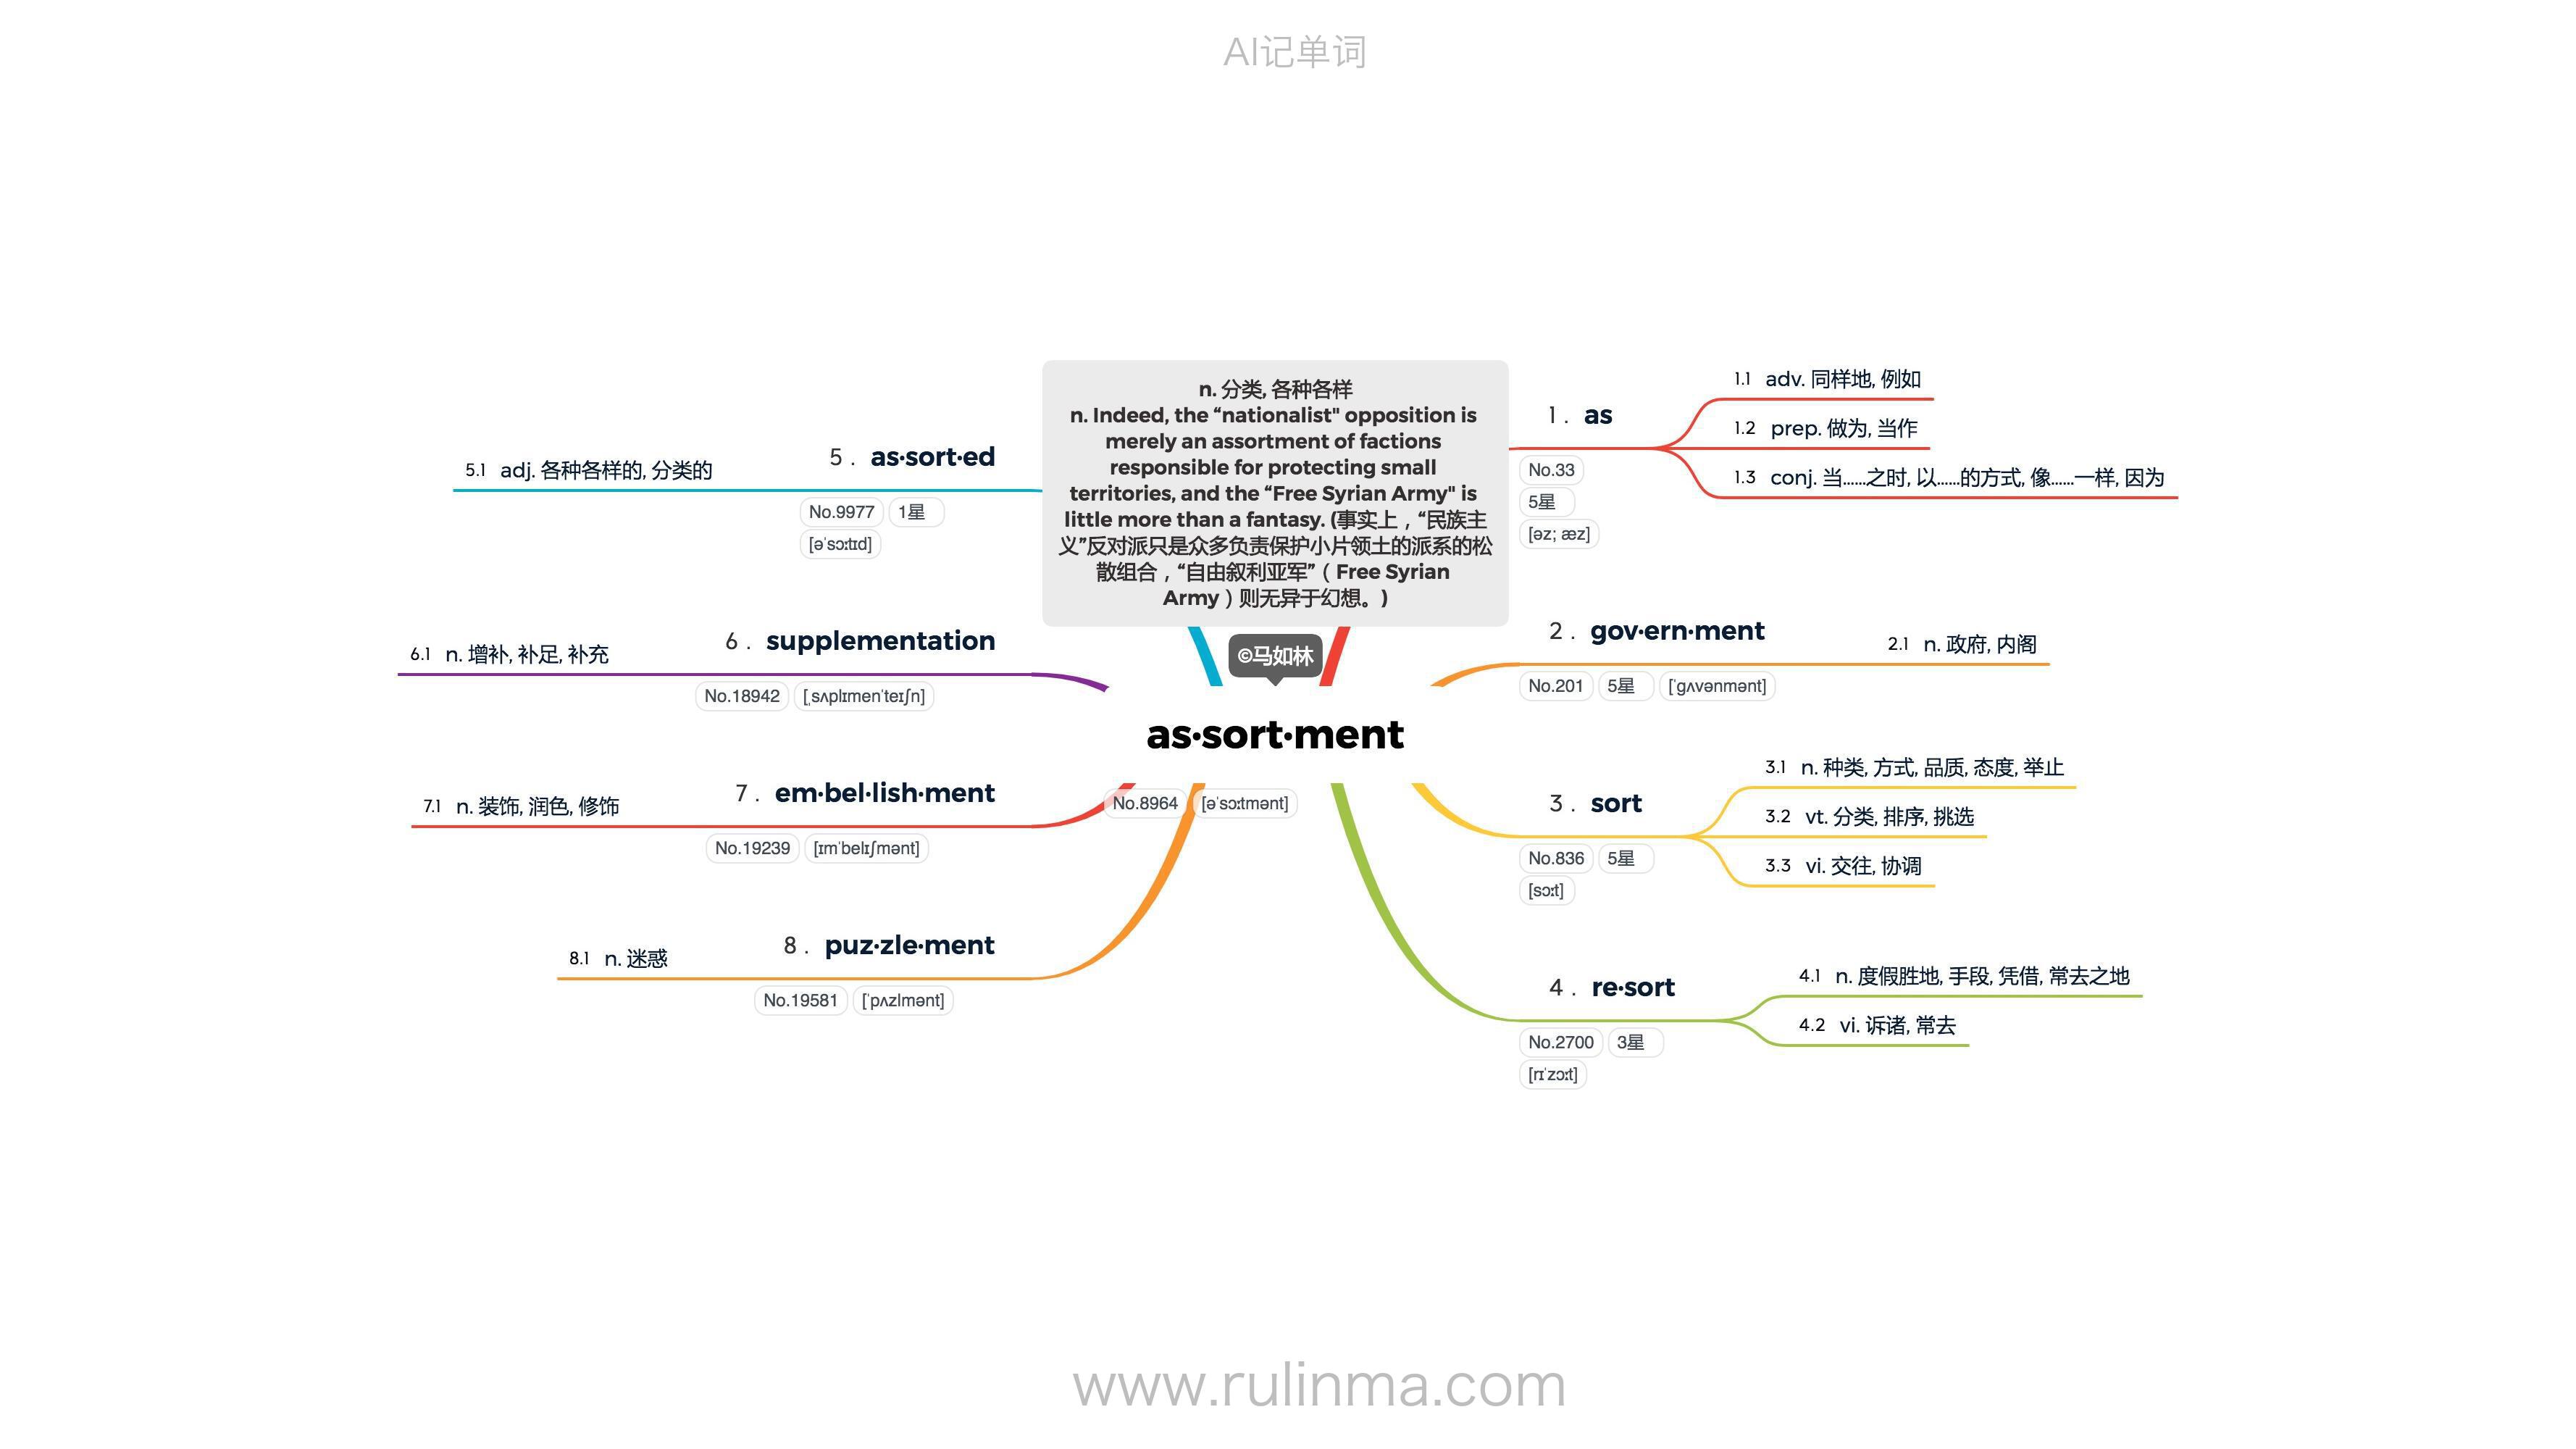 AI记单词
n. 分类, 各种各样
n. Indeed, the “nationalist" opposition is
merely an assortment of factions
responsible for protecting small
territories, and the “Free Syrian Army" is
little more than a fantasy. (事实上，“民族主
义”反对派只是众多负责保护小片领土的派系的松
散组合，“自由叙利亚军”（ Free Syrian
Army ）则无异于幻想。)
©马如林
as·sort·ment
No.8964 [əˈsɔːtmənt]
1 . as
No.33
5星
[əz; æz]
1.1 adv. 同样地, 例如
1.2 prep. 做为, 当作
1.3 conj. 当……之时, 以……的方式, 像……一样, 因为
2 . gov·ern·ment
No.201 5星 [ˈɡʌvənmənt]
2.1 n. 政府, 内阁
3 . sort
No.836 5星
[sɔːt]
3.1 n. 种类, 方式, 品质, 态度, 举止
3.2 vt. 分类, 排序, 挑选
3.3 vi. 交往, 协调
4 . re·sort
No.2700 3星
[rɪˈzɔːt]
4.1 n. 度假胜地, 手段, 凭借, 常去之地
4.2 vi. 诉诸, 常去
5 . as·sort·ed
No.9977 1星
[əˈsɔːtɪd]
5.1 adj. 各种各样的, 分类的
6 . supplementation
No.18942 [ˌsʌplɪmenˈteɪʃn]
6.1 n. 增补, 补足, 补充
7 . em·bel·lish·ment
No.19239 [ɪmˈbelɪʃmənt]
7.1 n. 装饰, 润色, 修饰
8 . puz·zle·ment
No.19581 [ˈpʌzlmənt]
8.1 n. 迷惑
www.rulinma.com